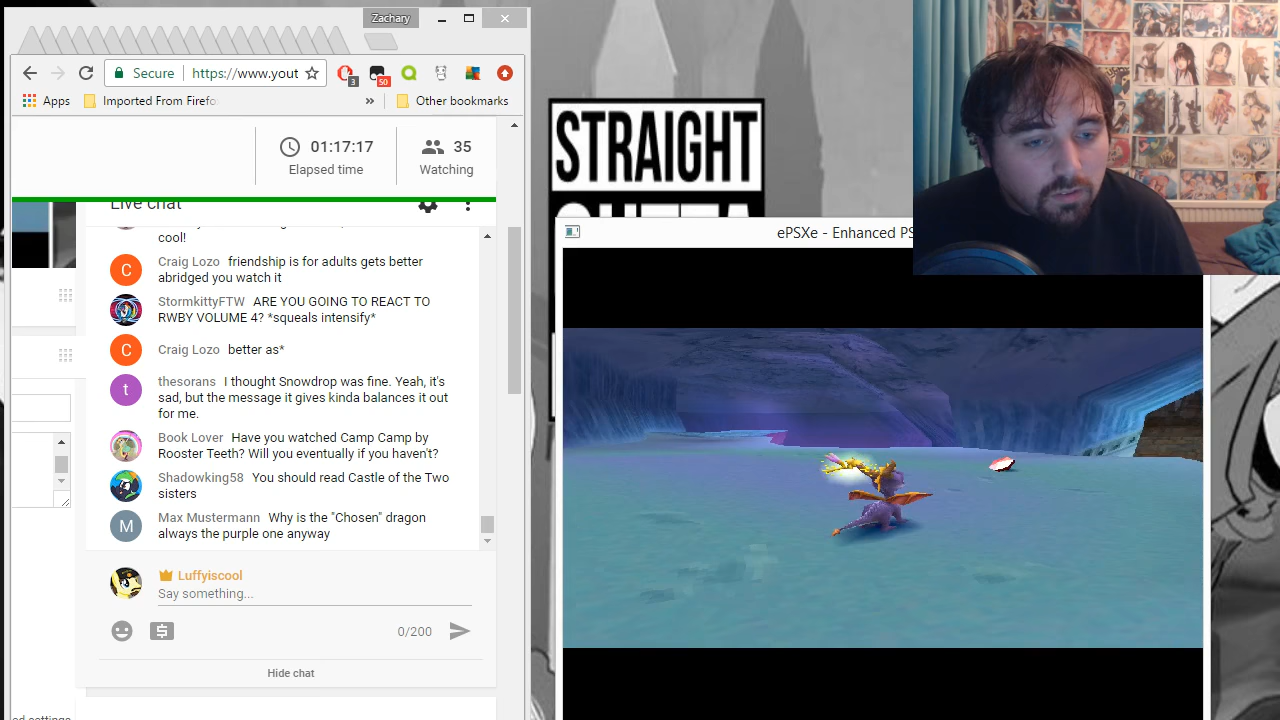 Zachary
Secure https://www.yout
3
50
Apps Imported From Firefo
» Other bookmarks
01:17:17
Elapsed time
35
Watching
Live chat
cool!
Craig Lozo friendship is for adults gets better
abridged you watch it
StormkittyFTW ARE YOU GOING TO REACT TO
RWBY VOLUME 4? *squeals intensify*
Craig Lozo better as*
thesorans I thought Snowdrop was fine. Yeah, it's
sad, but the message it gives kinda balances it out
for me.
Book Lover Have you watched Camp Camp by
Rooster Teeth? Will you eventually if you haven't?
Shadowking58 You should read Castle of the Two
sisters
Max Mustermann Why is the "Chosen" dragon
always the purple one anyway
Luffyiscool
Say something...
0/200
Hide chat
ed settings
C
C
t
M
STRAIGHT
OUTTA
ePSXe - Enhanced PS